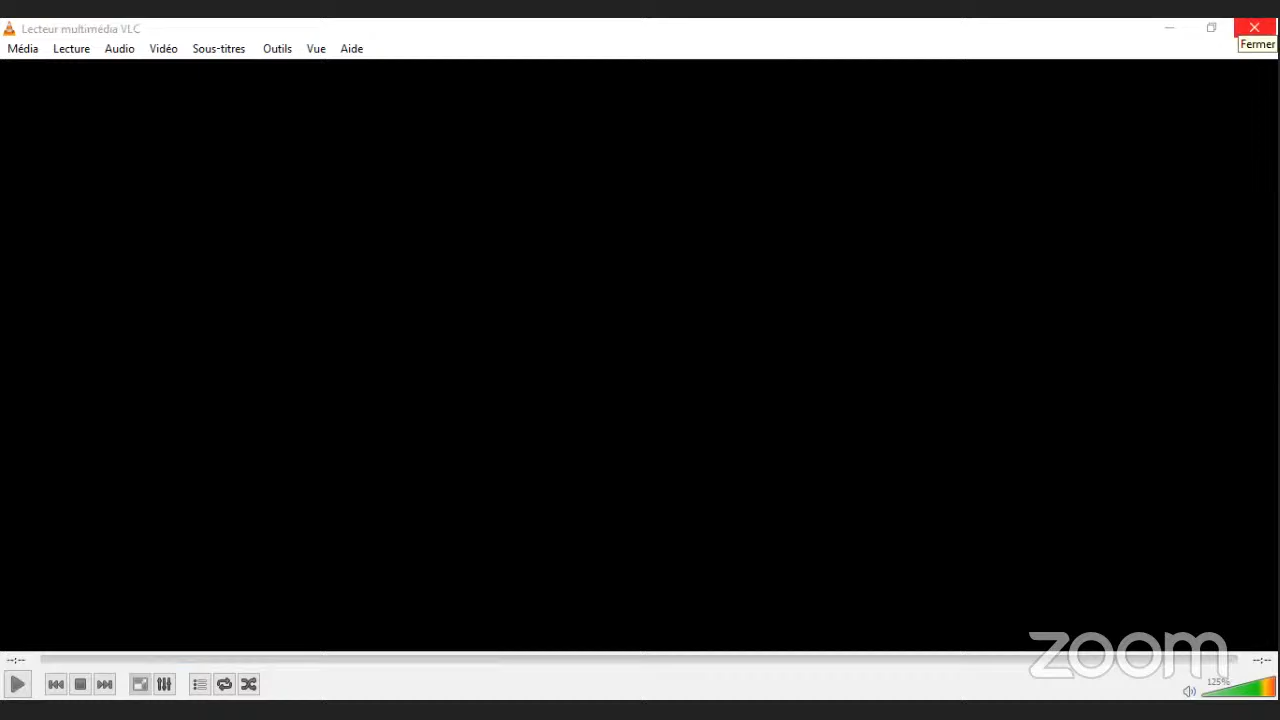 Lecteur multimédia VLC
Média Lecture Audio Vidéo Sous-titres Outils Vue Aide
Fermer
--:-- --:--
zoom
125%